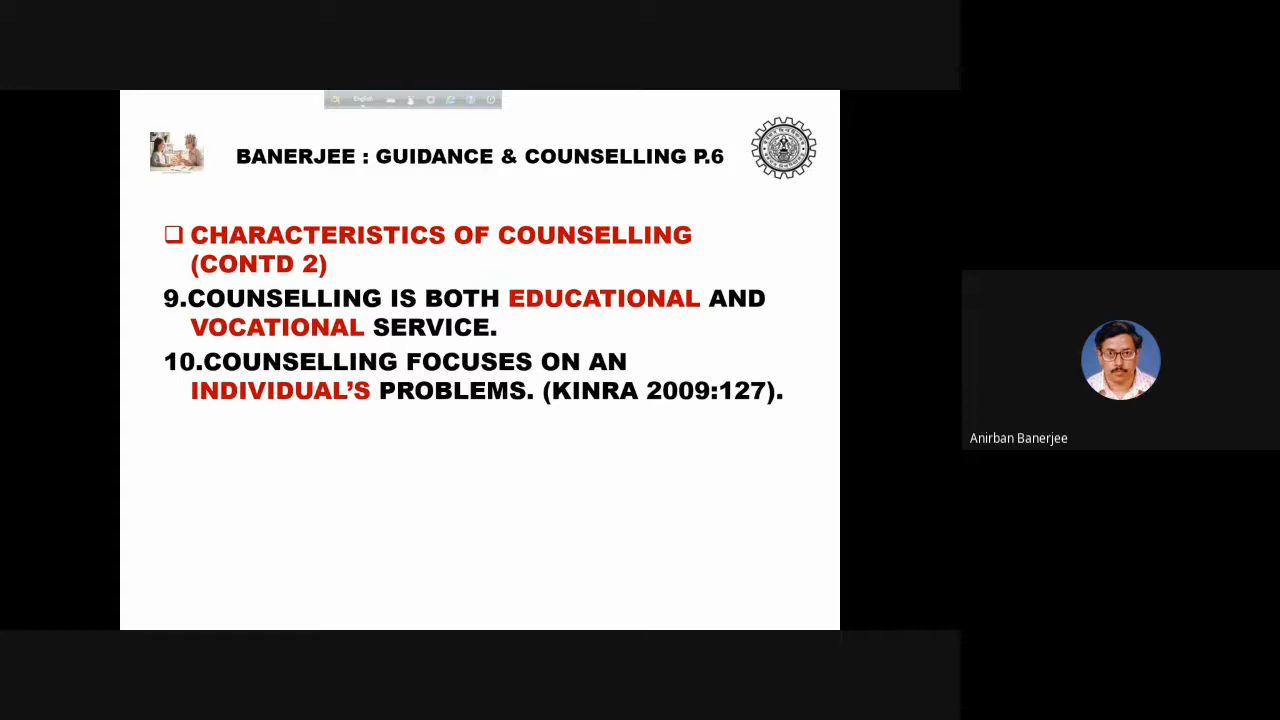 English
BANERJEE : GUIDANCE & COUNSELLING P.6
CHARACTERISTICS OF COUNSELLING
(CONTD 2)
9.COUNSELLING IS BOTH EDUCATIONAL AND
VOCATIONAL SERVICE.
10.COUNSELLING FOCUSES ON AN
INDIVIDUAL’S PROBLEMS. (KINRA 2009:127).
Anirban Banerjee